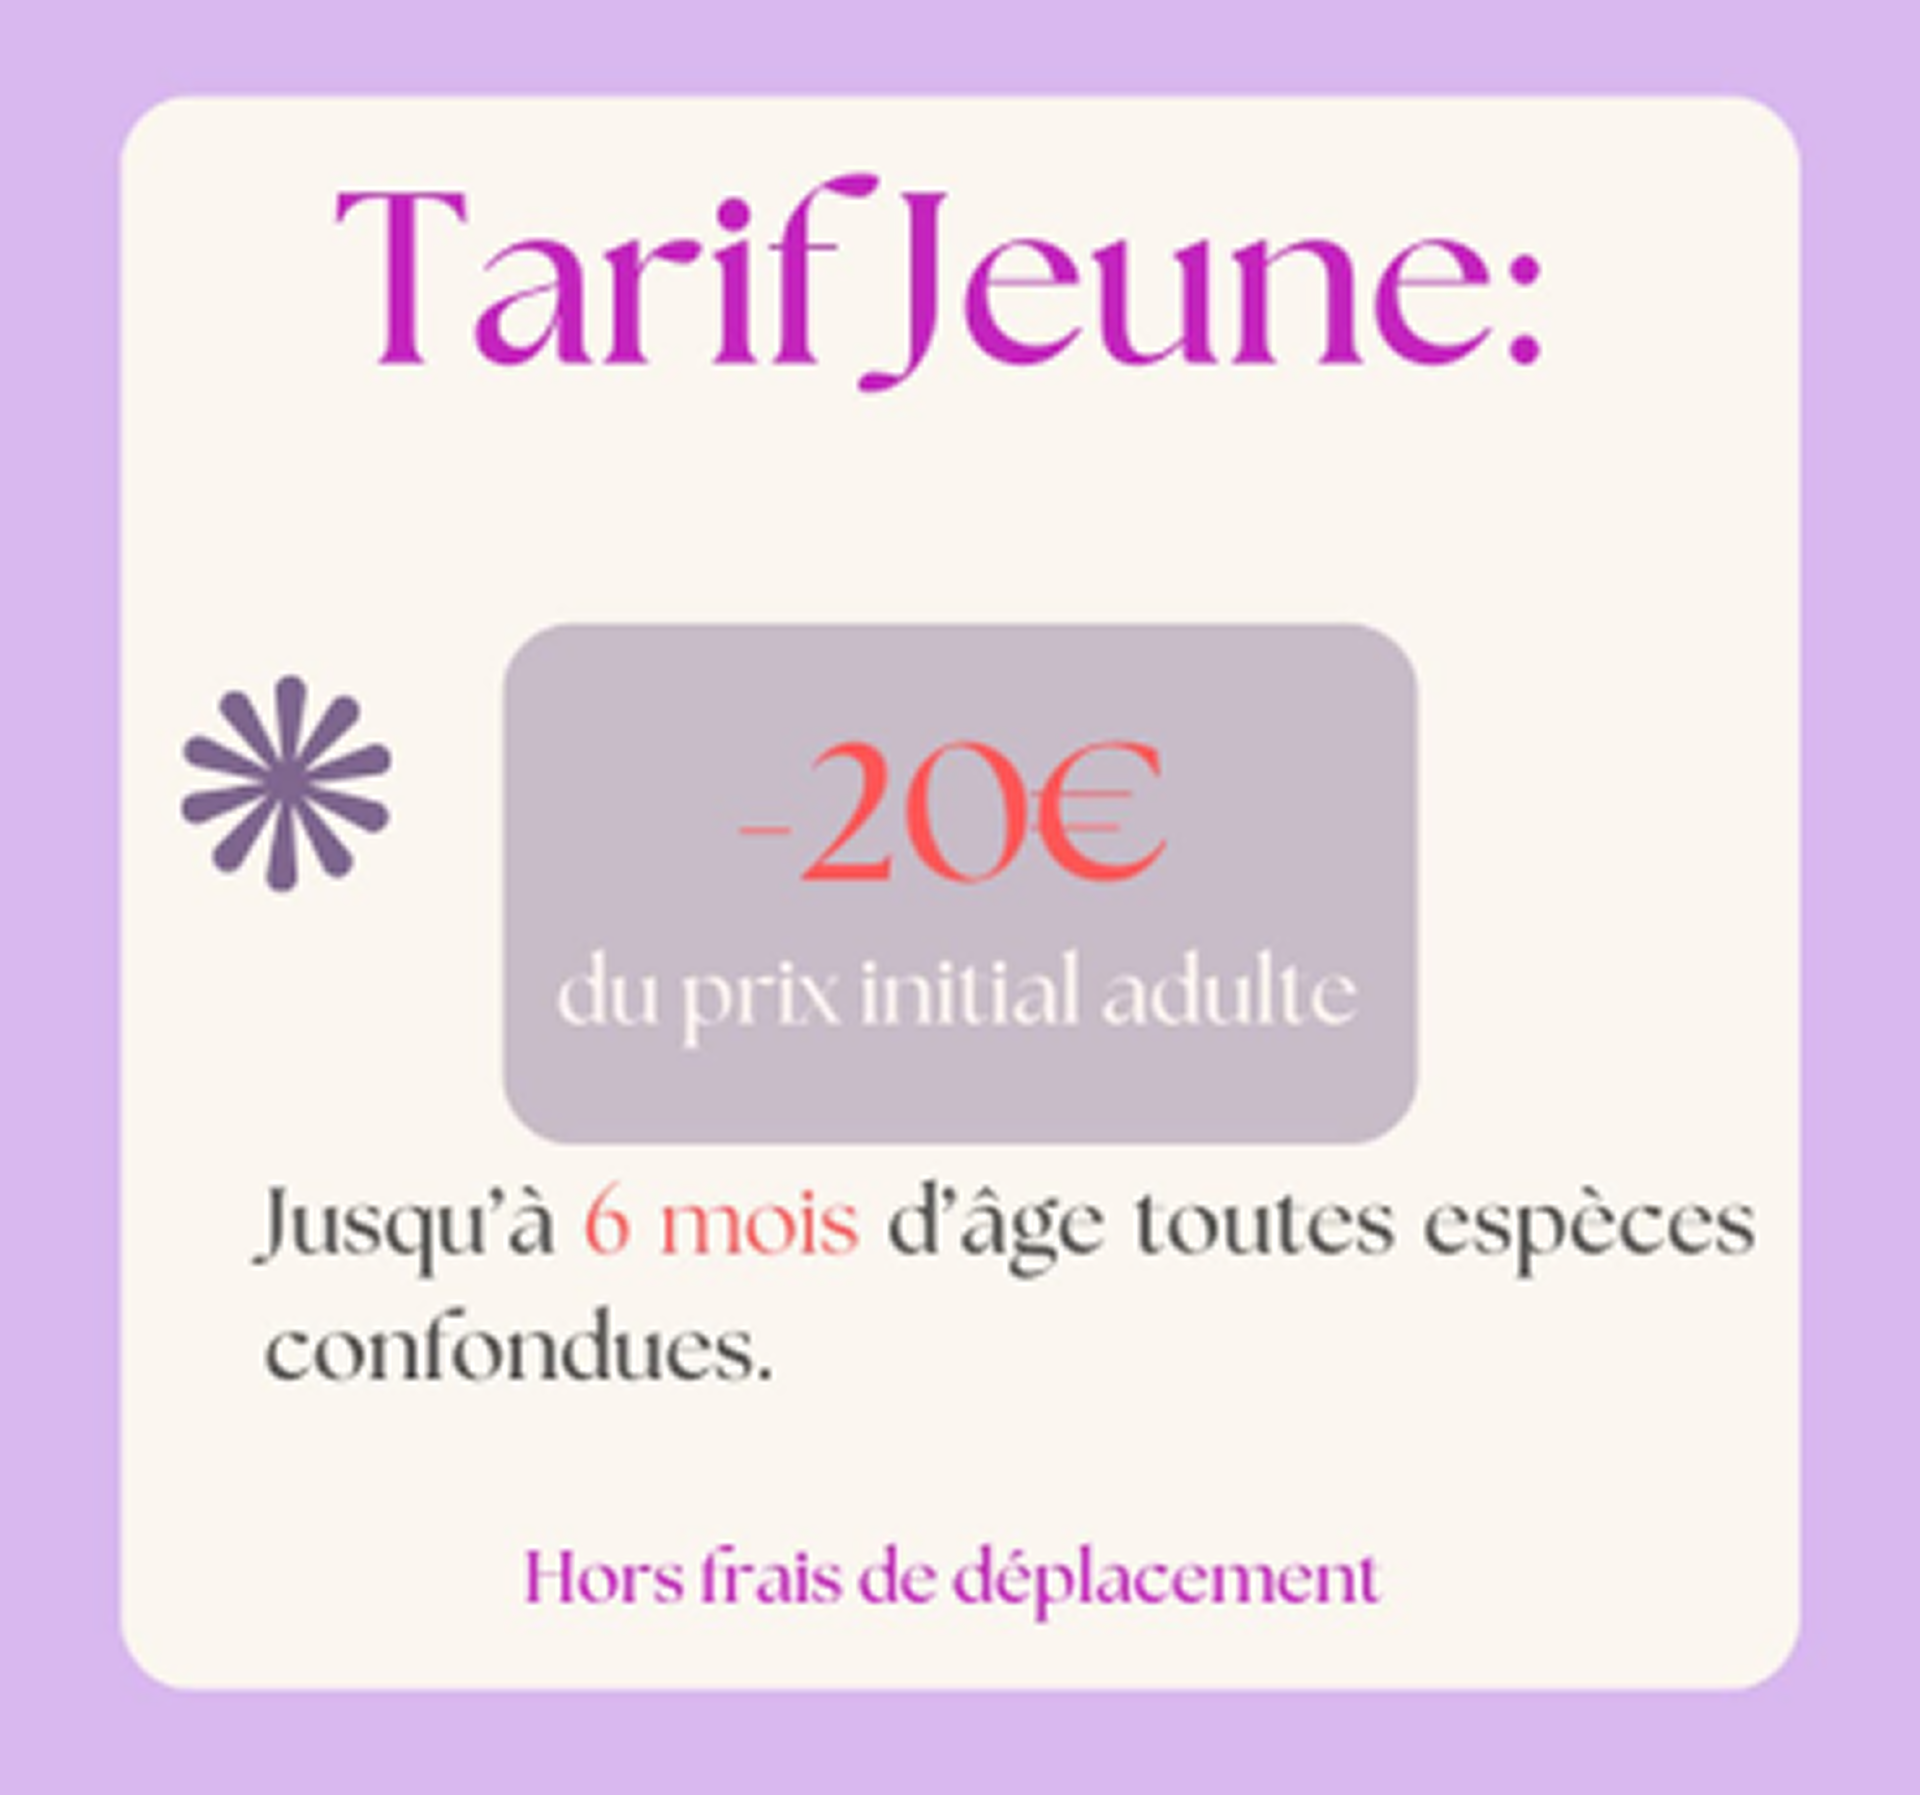 Tarif Jeune:
-20€
du prix initial adulte
Jusqu'à 6 mois d'âge toutes espèces
confondues.
Hors frais de déplacement